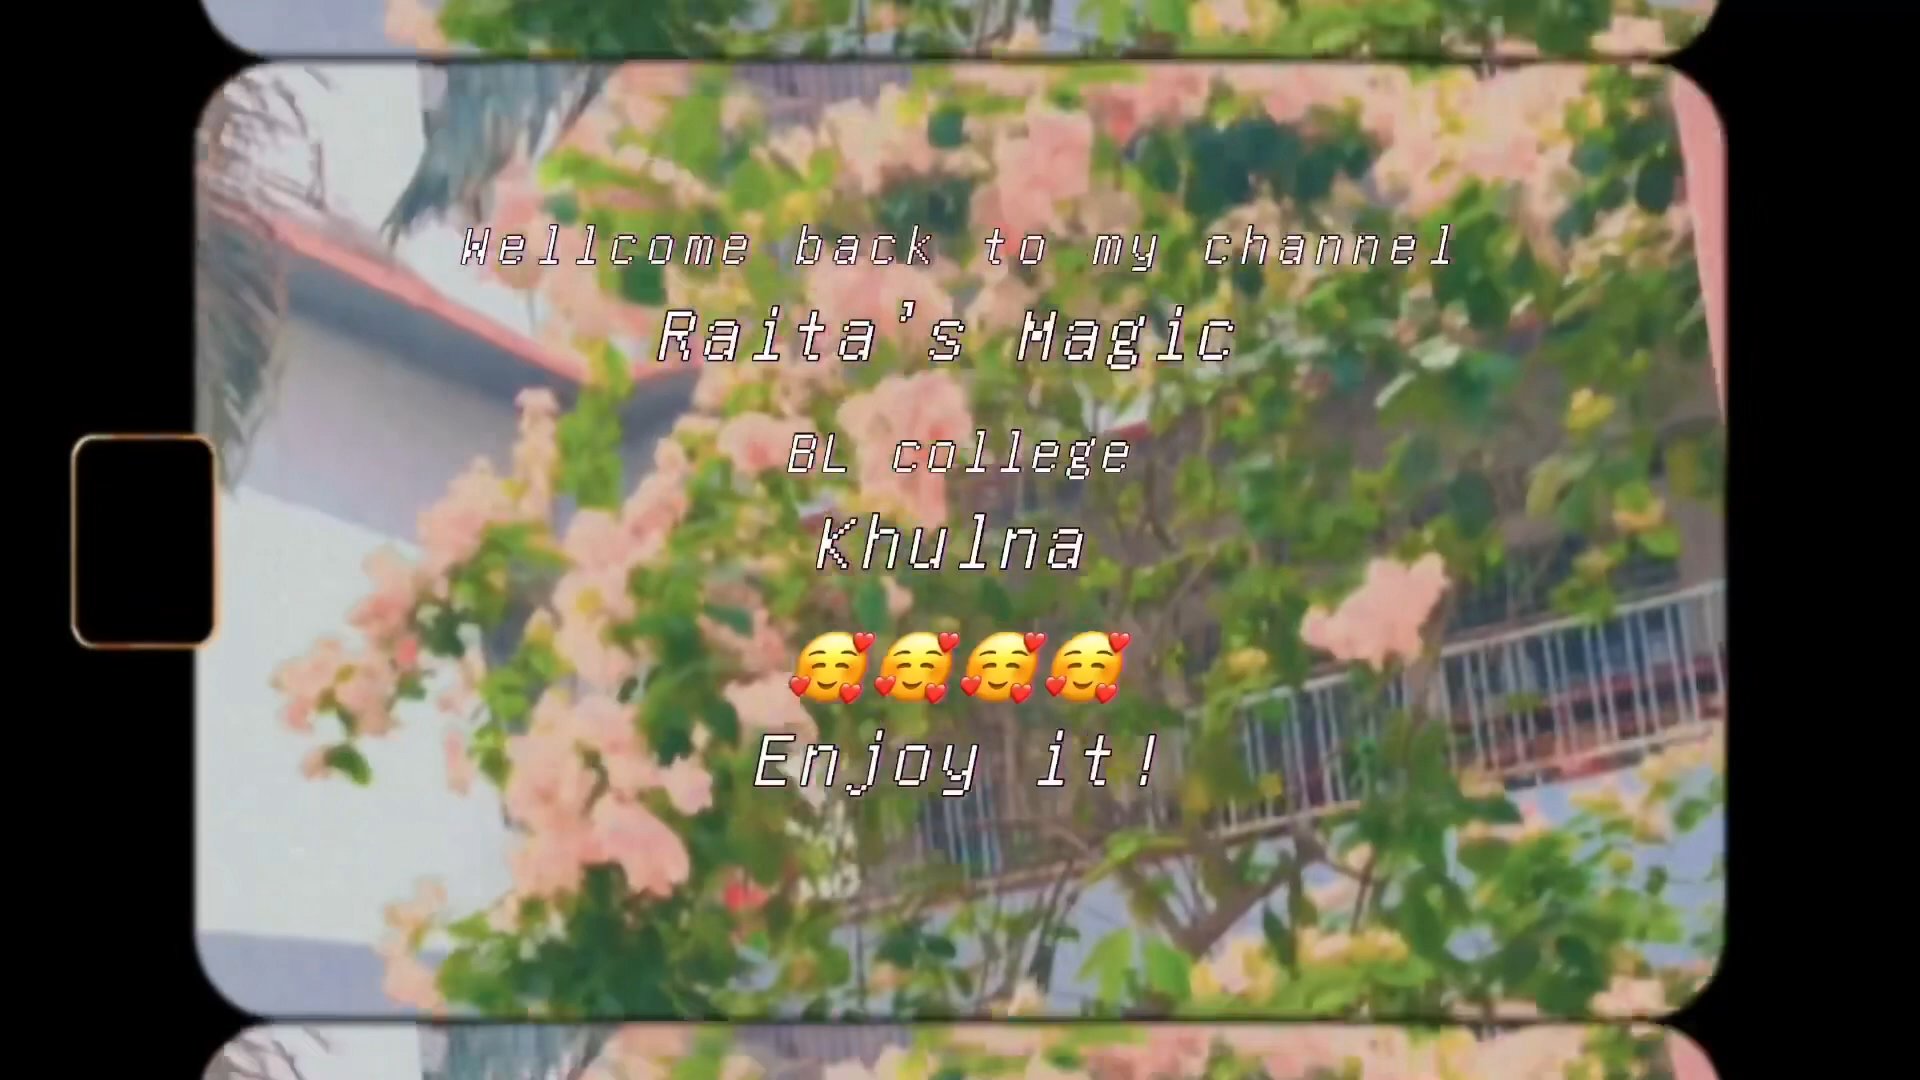 Wellcome back to my channel
Raita's Magic
BL college
Khulna
🥰🥰🥰🥰
Enjoy it!